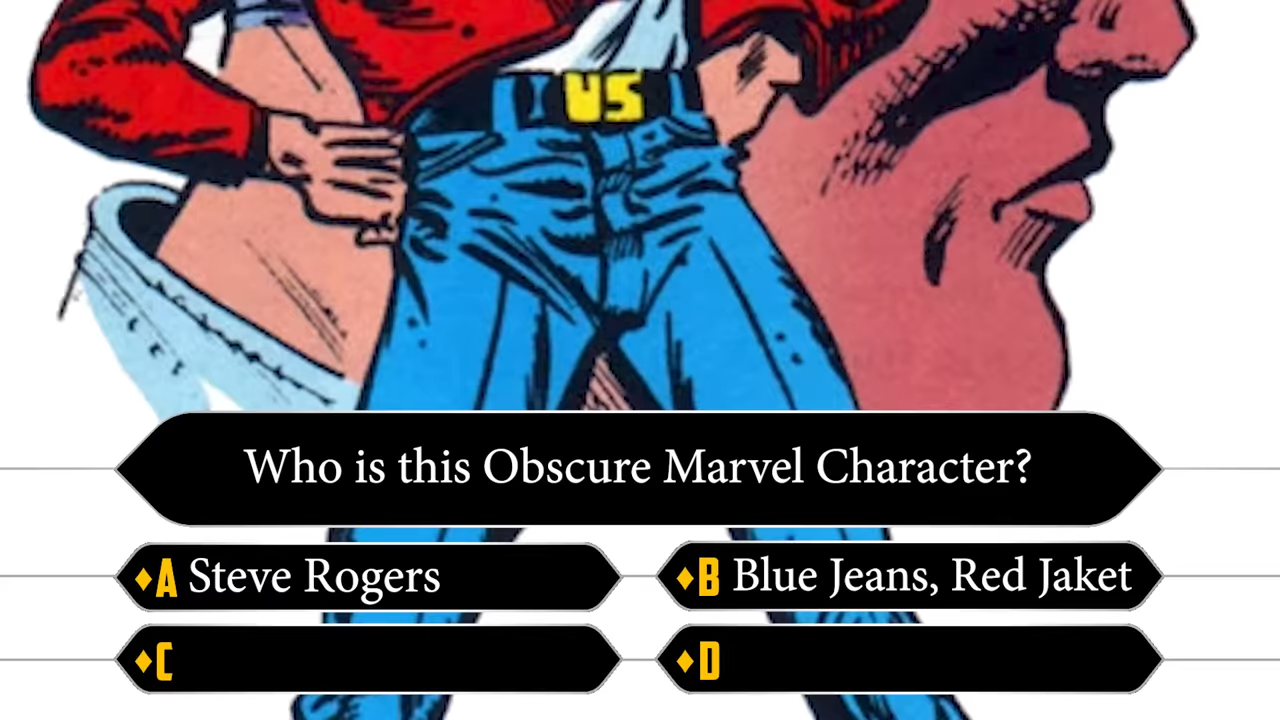 US
Who is this Obscure Marvel Character?
A Steve Rogers
B Blue Jeans, Red Jaket
C
D